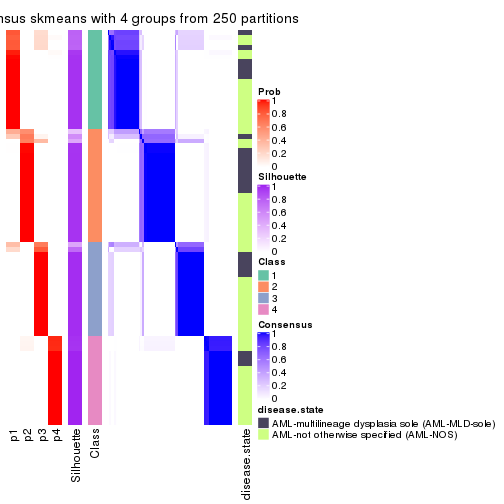 nsus skmeans with 4 groups from 250 partitions
Prob
1
0.8
0.6
0.4
0.2
0
Silhouette
1
0.8
0.6
0.4
0.2
0
Class
1
2
3
4
Consensus
1
0.8
0.6
0.4
0.2
0
disease.state
AML-multilineage dysplasia sole (AML-MLD-sole)
AML-not otherwise specified (AML-NOS)
p1
p2
p3
p4
Silhouette
Class
disease.state